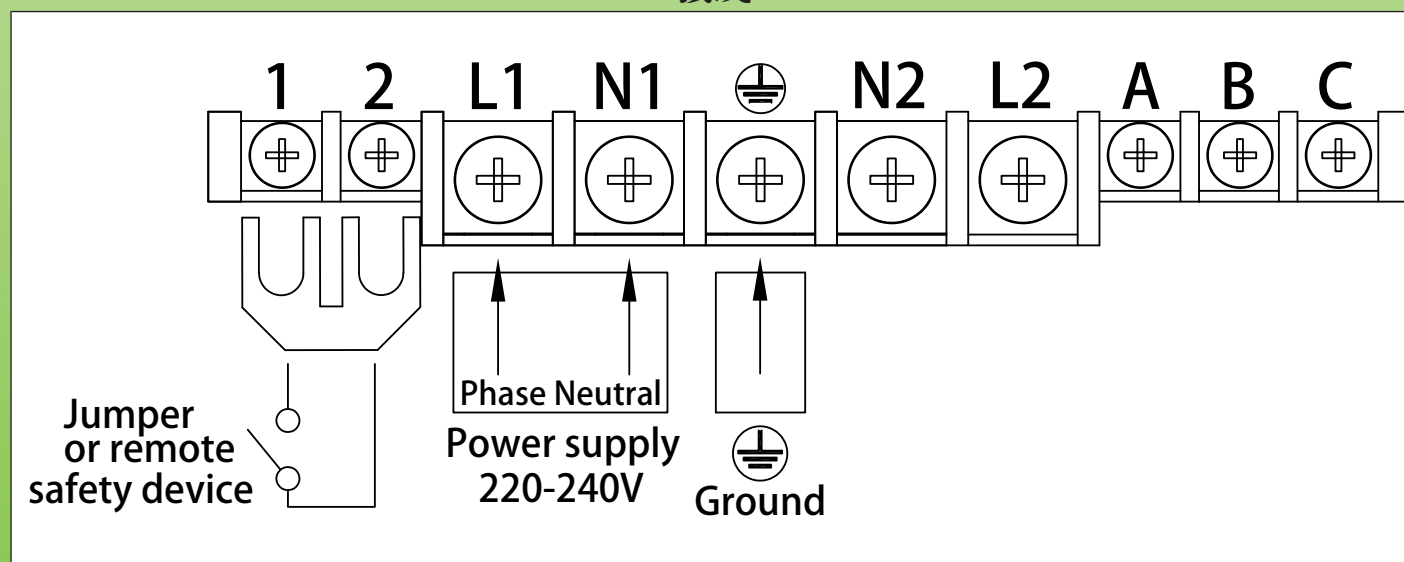 1 2 L1 N1 N2 L2 A B C
Phase Neutral
Jumper
or remote
safety device
Power supply
220-240V
Ground